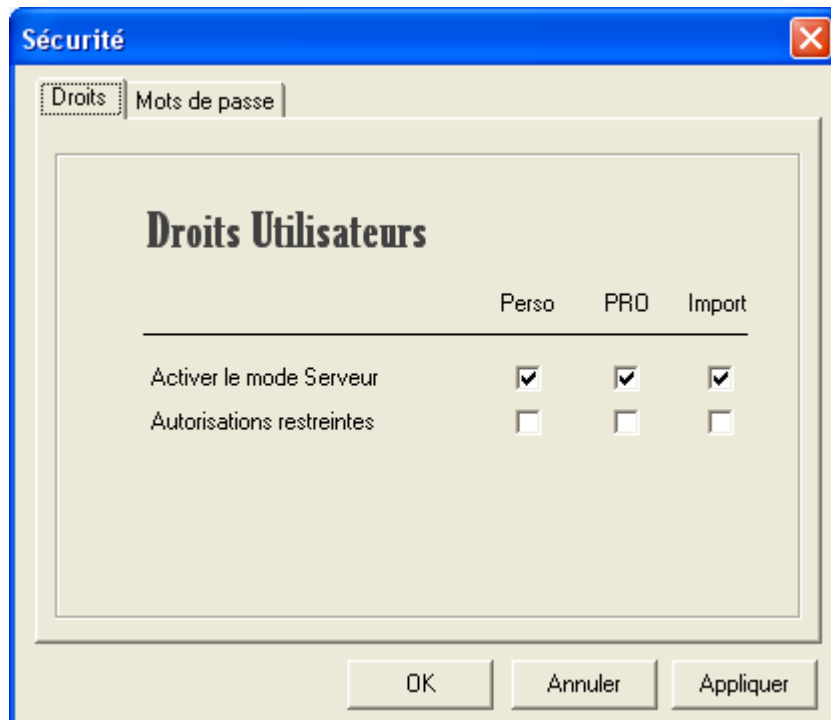 Sécurité
Droits Mots de passe
Droits Utilisateurs
Perso PRO Import
Activer le mode Serveur
Autorisations restreintes
OK Annuler Appliquer